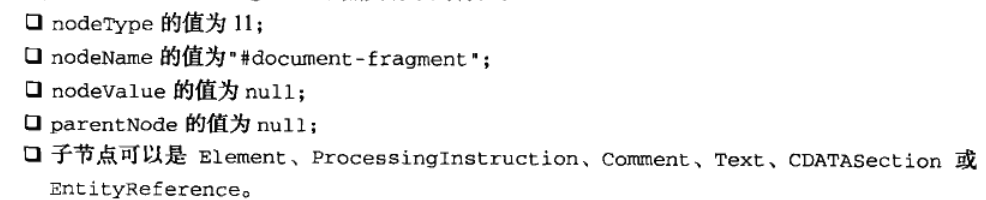 ❑ nodeType 的值为 11;
❑ nodeName 的值为"#document-fragment";
❑ nodeValue 的值为 null;
❑ parentNode 的值为 null;
❑ 子节点可以是 Element、ProcessingInstruction、Comment、Text、CDATASection 或
EntityReference。